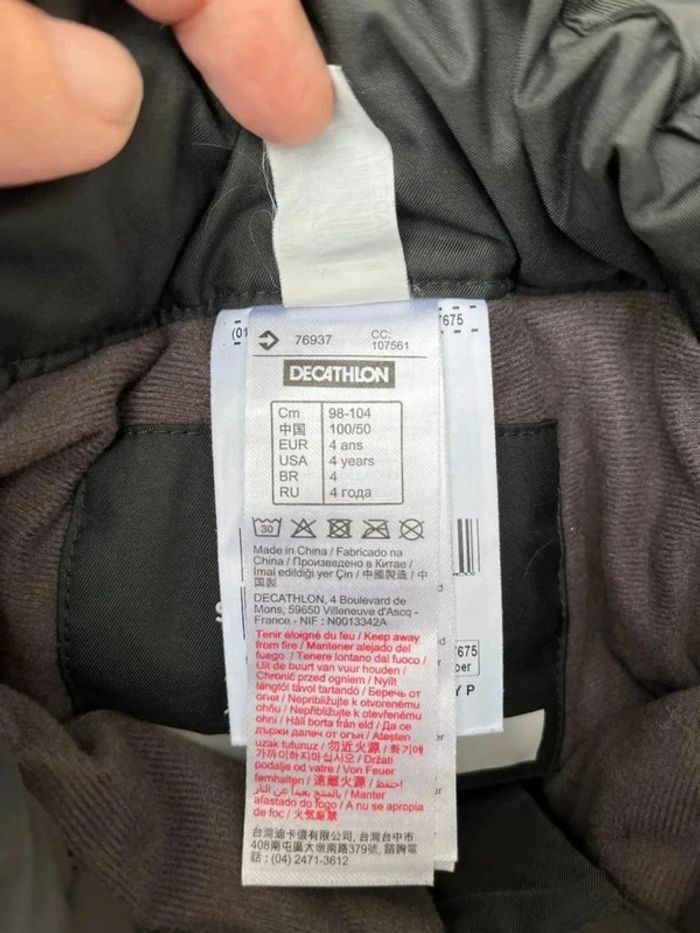 (01
7675
76937
CC:
107561
DECATHLON
Cm 98-104
中国 100/50
EUR 4 ans
USA 4 years
BR 4
RU 4 года
30
Made in China / Fabricado na
China / Произведено в Китае /
İmal edildiği yer Çin / 中國製造 / 中
国製
DECATHLON, 4 Boulevard de
Mons, 59650 Villeneuve d'Ascq -
France - NIF : N0013342A
Tenir éloigné du feu / Keep away
from fire / Mantener alejado del
fuego / Tenere lontano dal fuoco /
Uit de buurt van vuur houden /
Chronić przed ogniem / Nyílt
lángtól távol tartandó / Беречь от
огня / Nepribližujte k otvorenému
ohňu / Nepřibližujte k otevřenému
ohni / Håll borta från eld / Да се
държи далеч от огън / Ateşten
uzak tutunuz / 勿近火源 / 화기에
가까이하지마십시오 / Držati
podalje od vatre / Von Feuer
fernhalten / 遠離火源 / احتفظ
بالمنتج بعيدا عن النار / Manter
afastado do fogo / A nu se apropia
de foc / 火気厳禁
台灣迪卡儂有限公司, 台灣台中市
408南屯區大墩南路379號, 諮詢電
話 : (04) 2471-3612
7675
ber
Y P